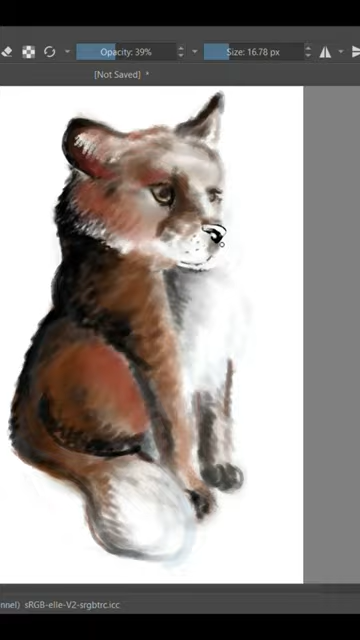 Opacity: 39% Size: 16.78 px
[Not Saved] *
nnel) sRGB-elle-V2-srgbtrc.icc